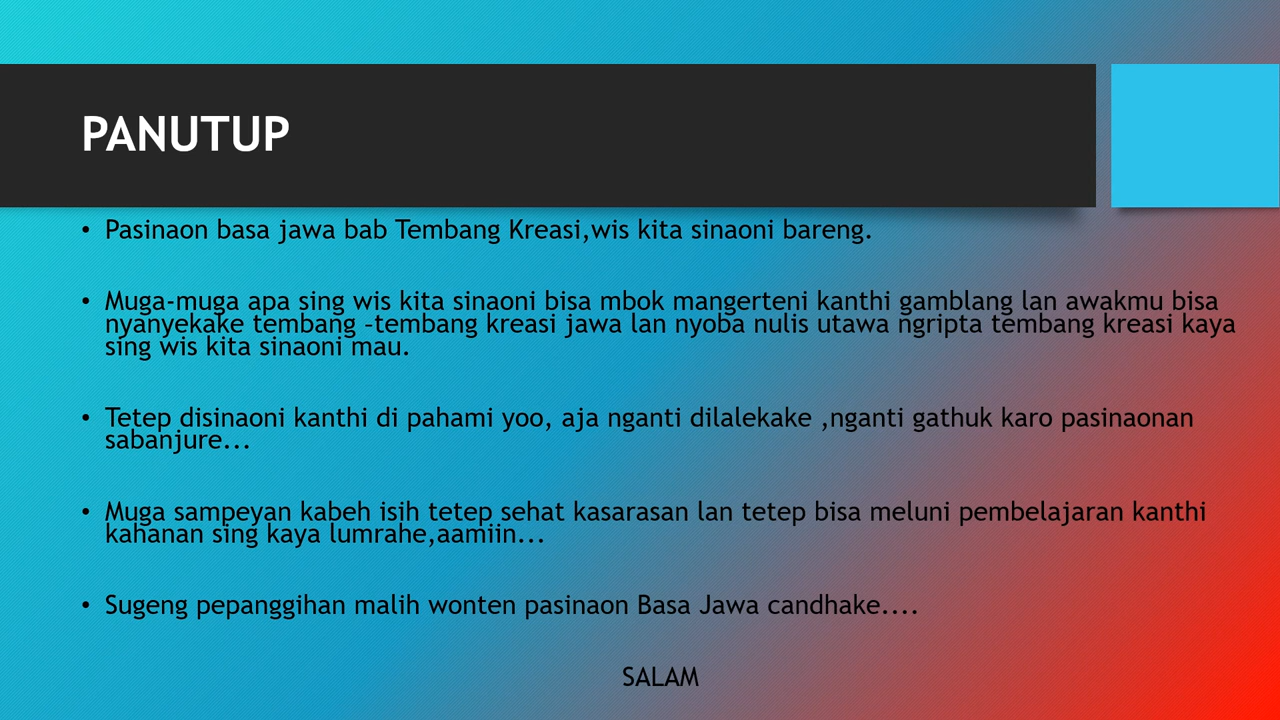 PANUTUP
• Pasinaon basa jawa bab Tembang Kreasi,wis kita sinaoni bareng.
• Muga-muga apa sing wis kita sinaoni bisa mbok mangerteni kanthi gamblang lan awakmu bisa
nyanyekake tembang -tembang kreasi jawa lan nyoba nulis utawa ngripta tembang kreasi kaya
sing wis kita sinaoni mau.
• Tetep disinaoni kanthi di pahami yoo, aja nganti dilalekake ,nganti gathuk karo pasinaonan
sabanjure...
• Muga sampeyan kabeh isih tetep sehat kasarasan lan tetep bisa meluni pembelajaran kanthi
kahanan sing kaya lumrahe,aamiin...
• Sugeng pepanggihan malih wonten pasinaon Basa Jawa candhake....
SALAM